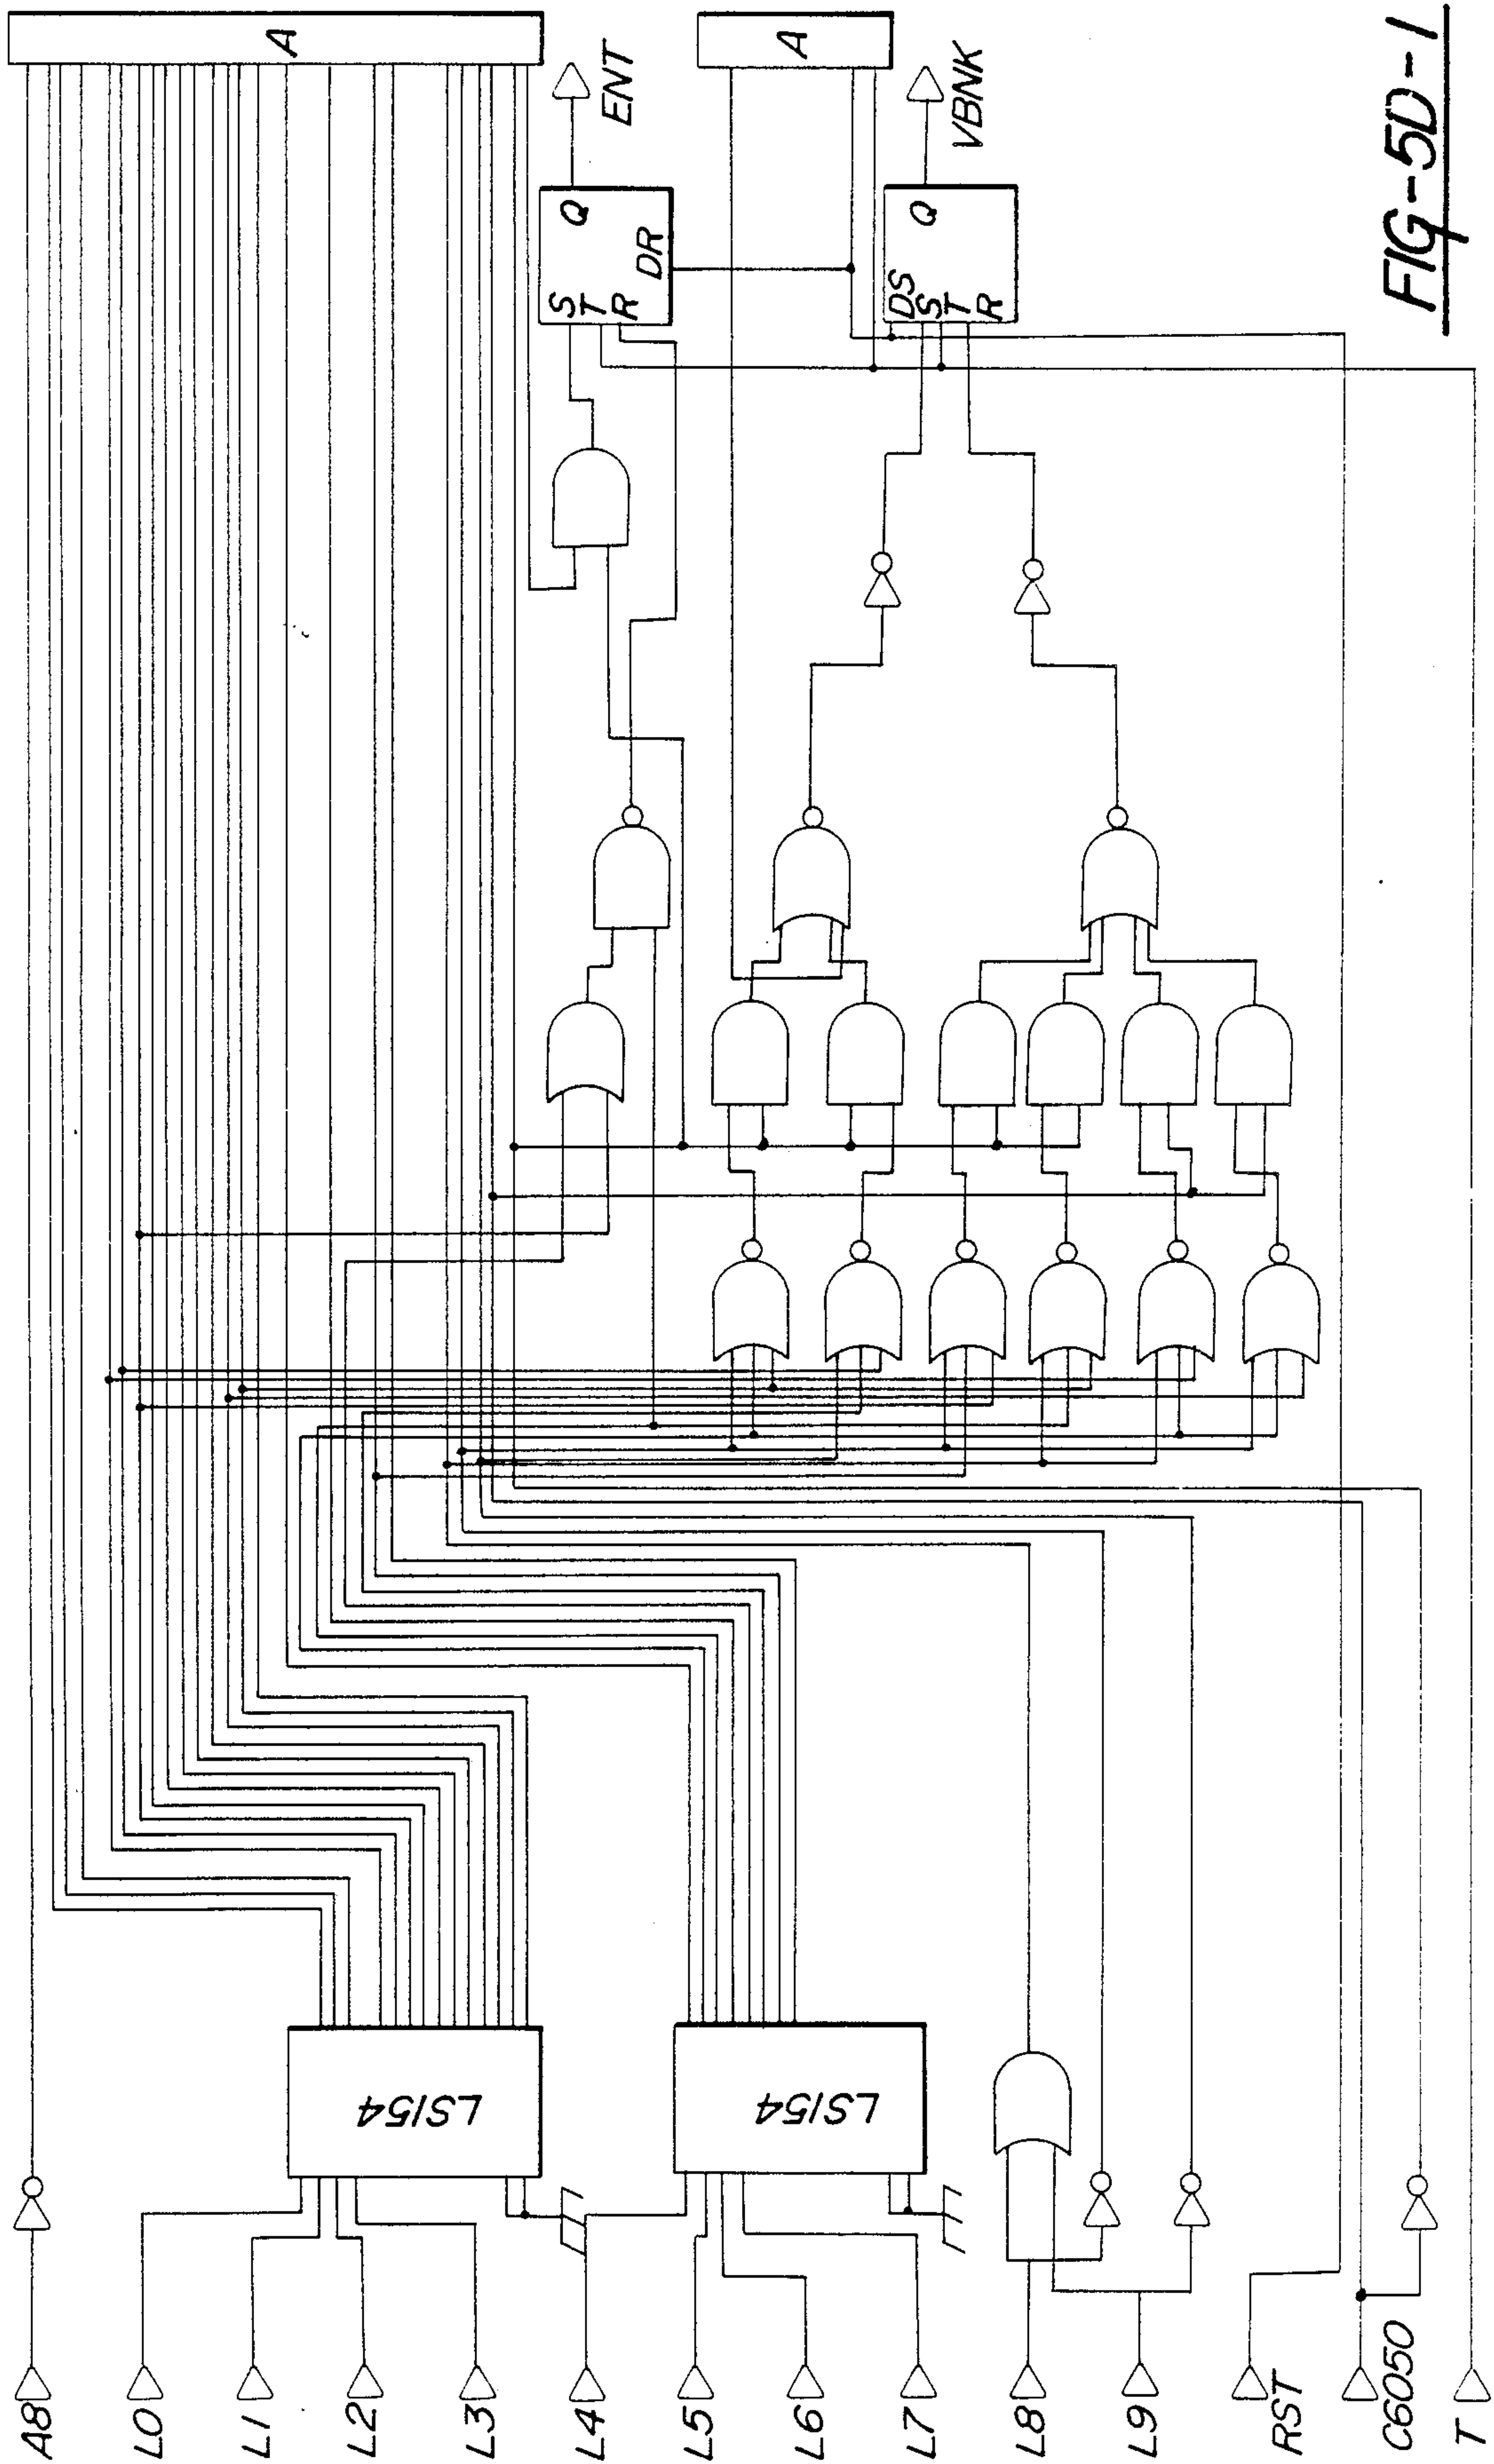 A8
L0
L1
L2
L3
L4
L5
L6
L7
L8
L9
RST
C6050
T
LS154
LS154
S
T
R
Q
DR
ENT
DS
S
T
R
Q
VBNK
A
A
FIG-5D-1